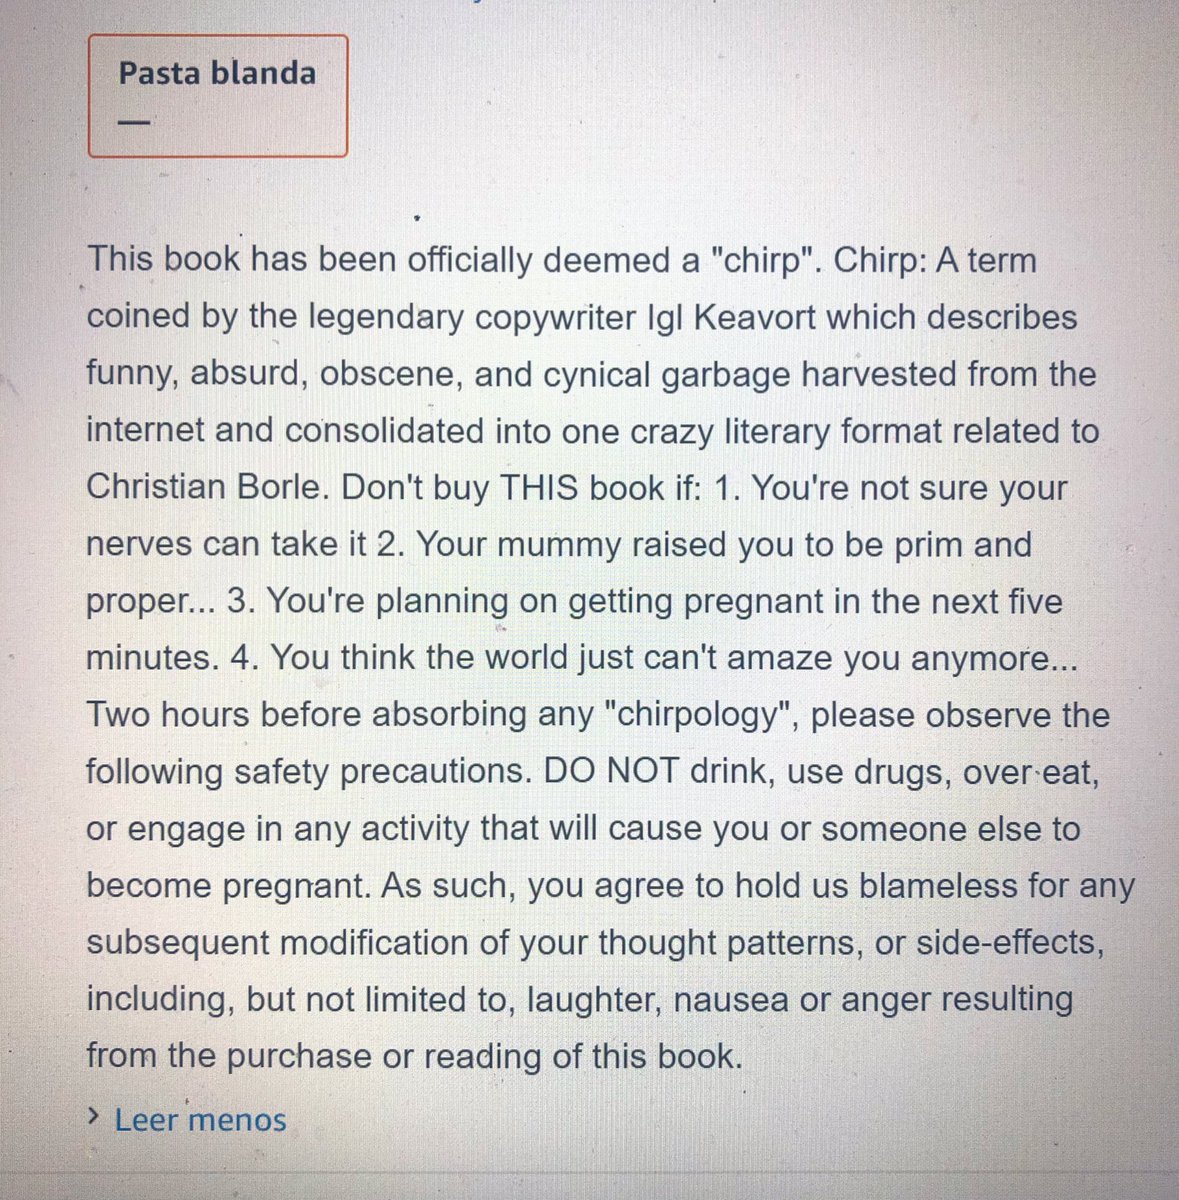 Pasta blanda
—
This book has been officially deemed a "chirp". Chirp: A term
coined by the legendary copywriter Igl Keavort which describes
funny, absurd, obscene, and cynical garbage harvested from the
internet and consolidated into one crazy literary format related to
Christian Borle. Don't buy THIS book if: 1. You're not sure your
nerves can take it 2. Your mummy raised you to be prim and
proper... 3. You're planning on getting pregnant in the next five
minutes. 4. You think the world just can't amaze you anymore...
Two hours before absorbing any "chirpology", please observe the
following safety precautions. DO NOT drink, use drugs, over eat,
or engage in any activity that will cause you or someone else to
become pregnant. As such, you agree to hold us blameless for any
subsequent modification of your thought patterns, or side-effects,
including, but not limited to, laughter, nausea or anger resulting
from the purchase or reading of this book.
Leer menos